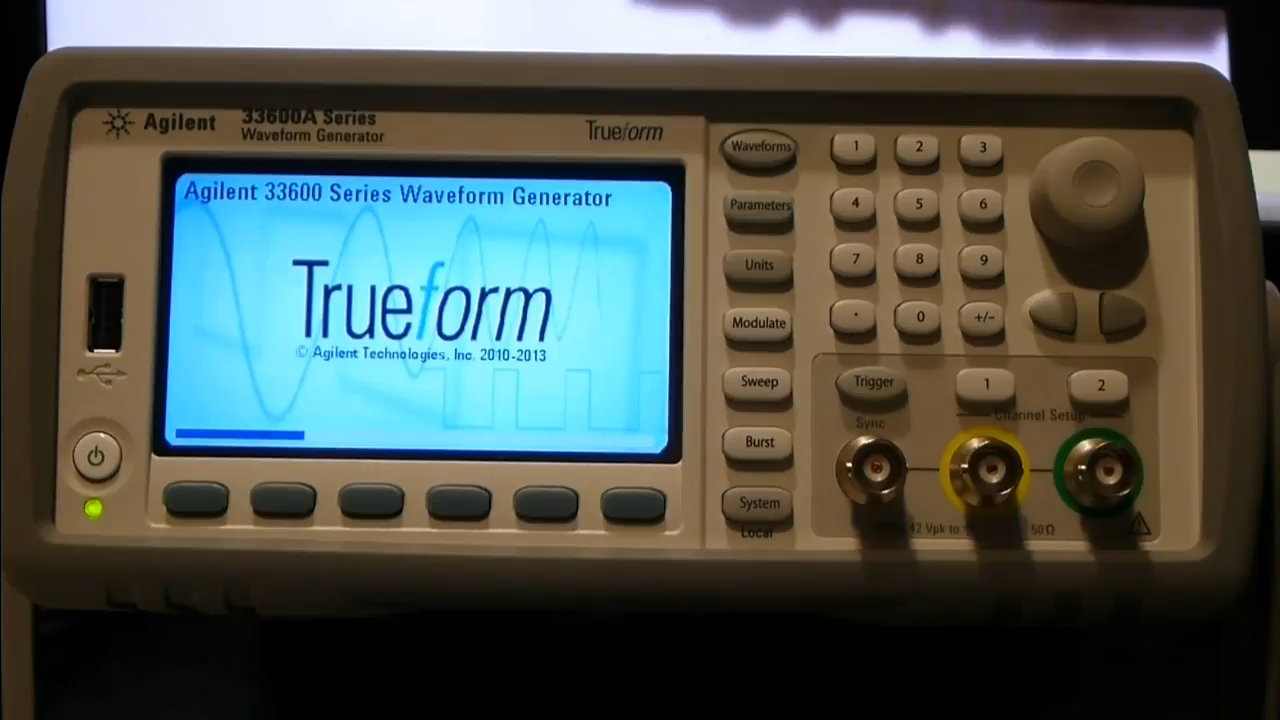 Agilent
33600A Series
Waveform Generator
Trueform
Agilent 33600 Series Waveform Generator
Trueform
© Agilent Technologies, Inc. 2010-2013
Waveforms
Parameters
Units
Modulate
Sweep
Burst
System
Local
1 2 3
4 5 6
7 8 9
. 0 +/−
Trigger
1
2
Channel Setup
Sync
42 Vpk to
50Ω